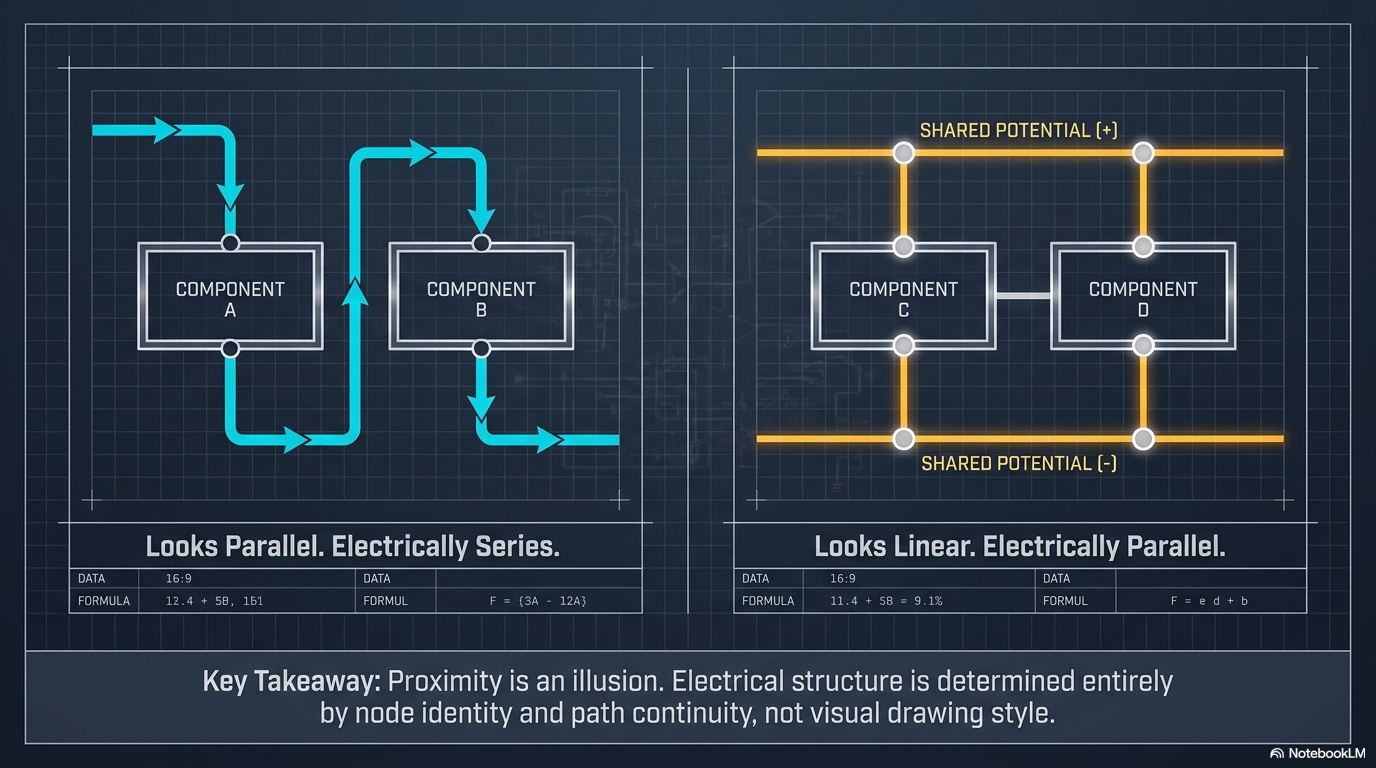 SHARED POTENTIAL (+)
COMPONENT
A
COMPONENT
B
COMPONENT
C
COMPONENT
D
SHARED POTENTIAL (-)
Looks Parallel. Electrically Series.
DATA 16:9 DATA
FORMULA 12.4 + 5B, 151 FORMUL F = {3A - 12A}
Looks Linear. Electrically Parallel.
DATA 16:9 DATA
FORMULA 11.4 + 5B = 9.1% FORMUL F = e d + b
Key Takeaway: Proximity is an illusion. Electrical structure is determined entirely
by node identity and path continuity, not visual drawing style.
NotebookLM